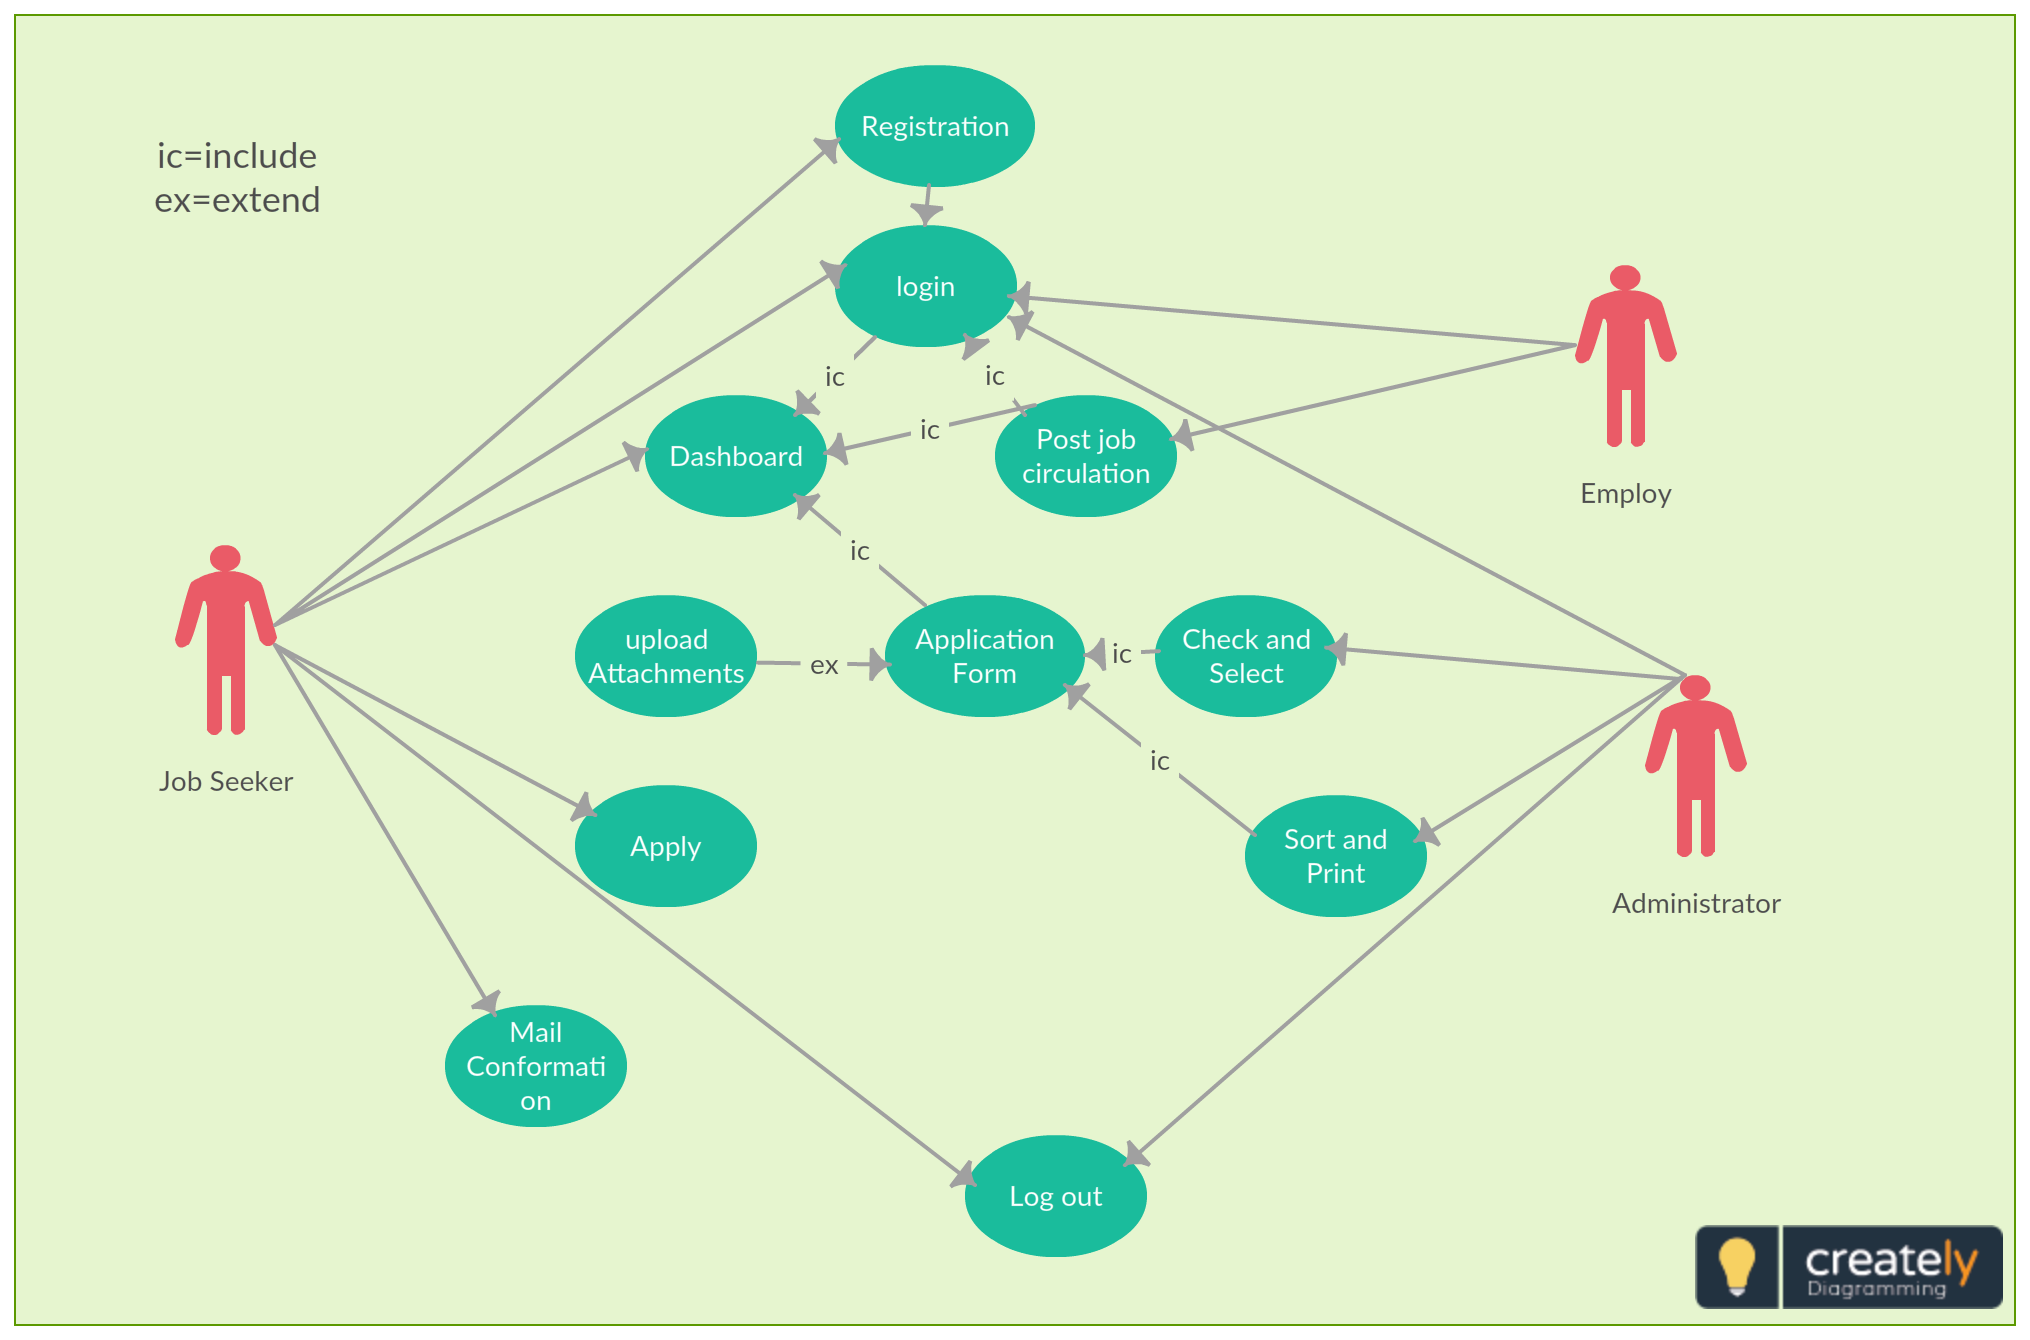 Registration
ic=include
ex=extend
login
ic
ic
ic
Dashboard
Post job
circulation
Employ
ic
upload
Attachments
ex
Application
Form
ic
Check and
Select
Job Seeker
ic
Apply
Sort and
Print
Administrator
Mail
Conformati
on
Log out
creately
Diagramming